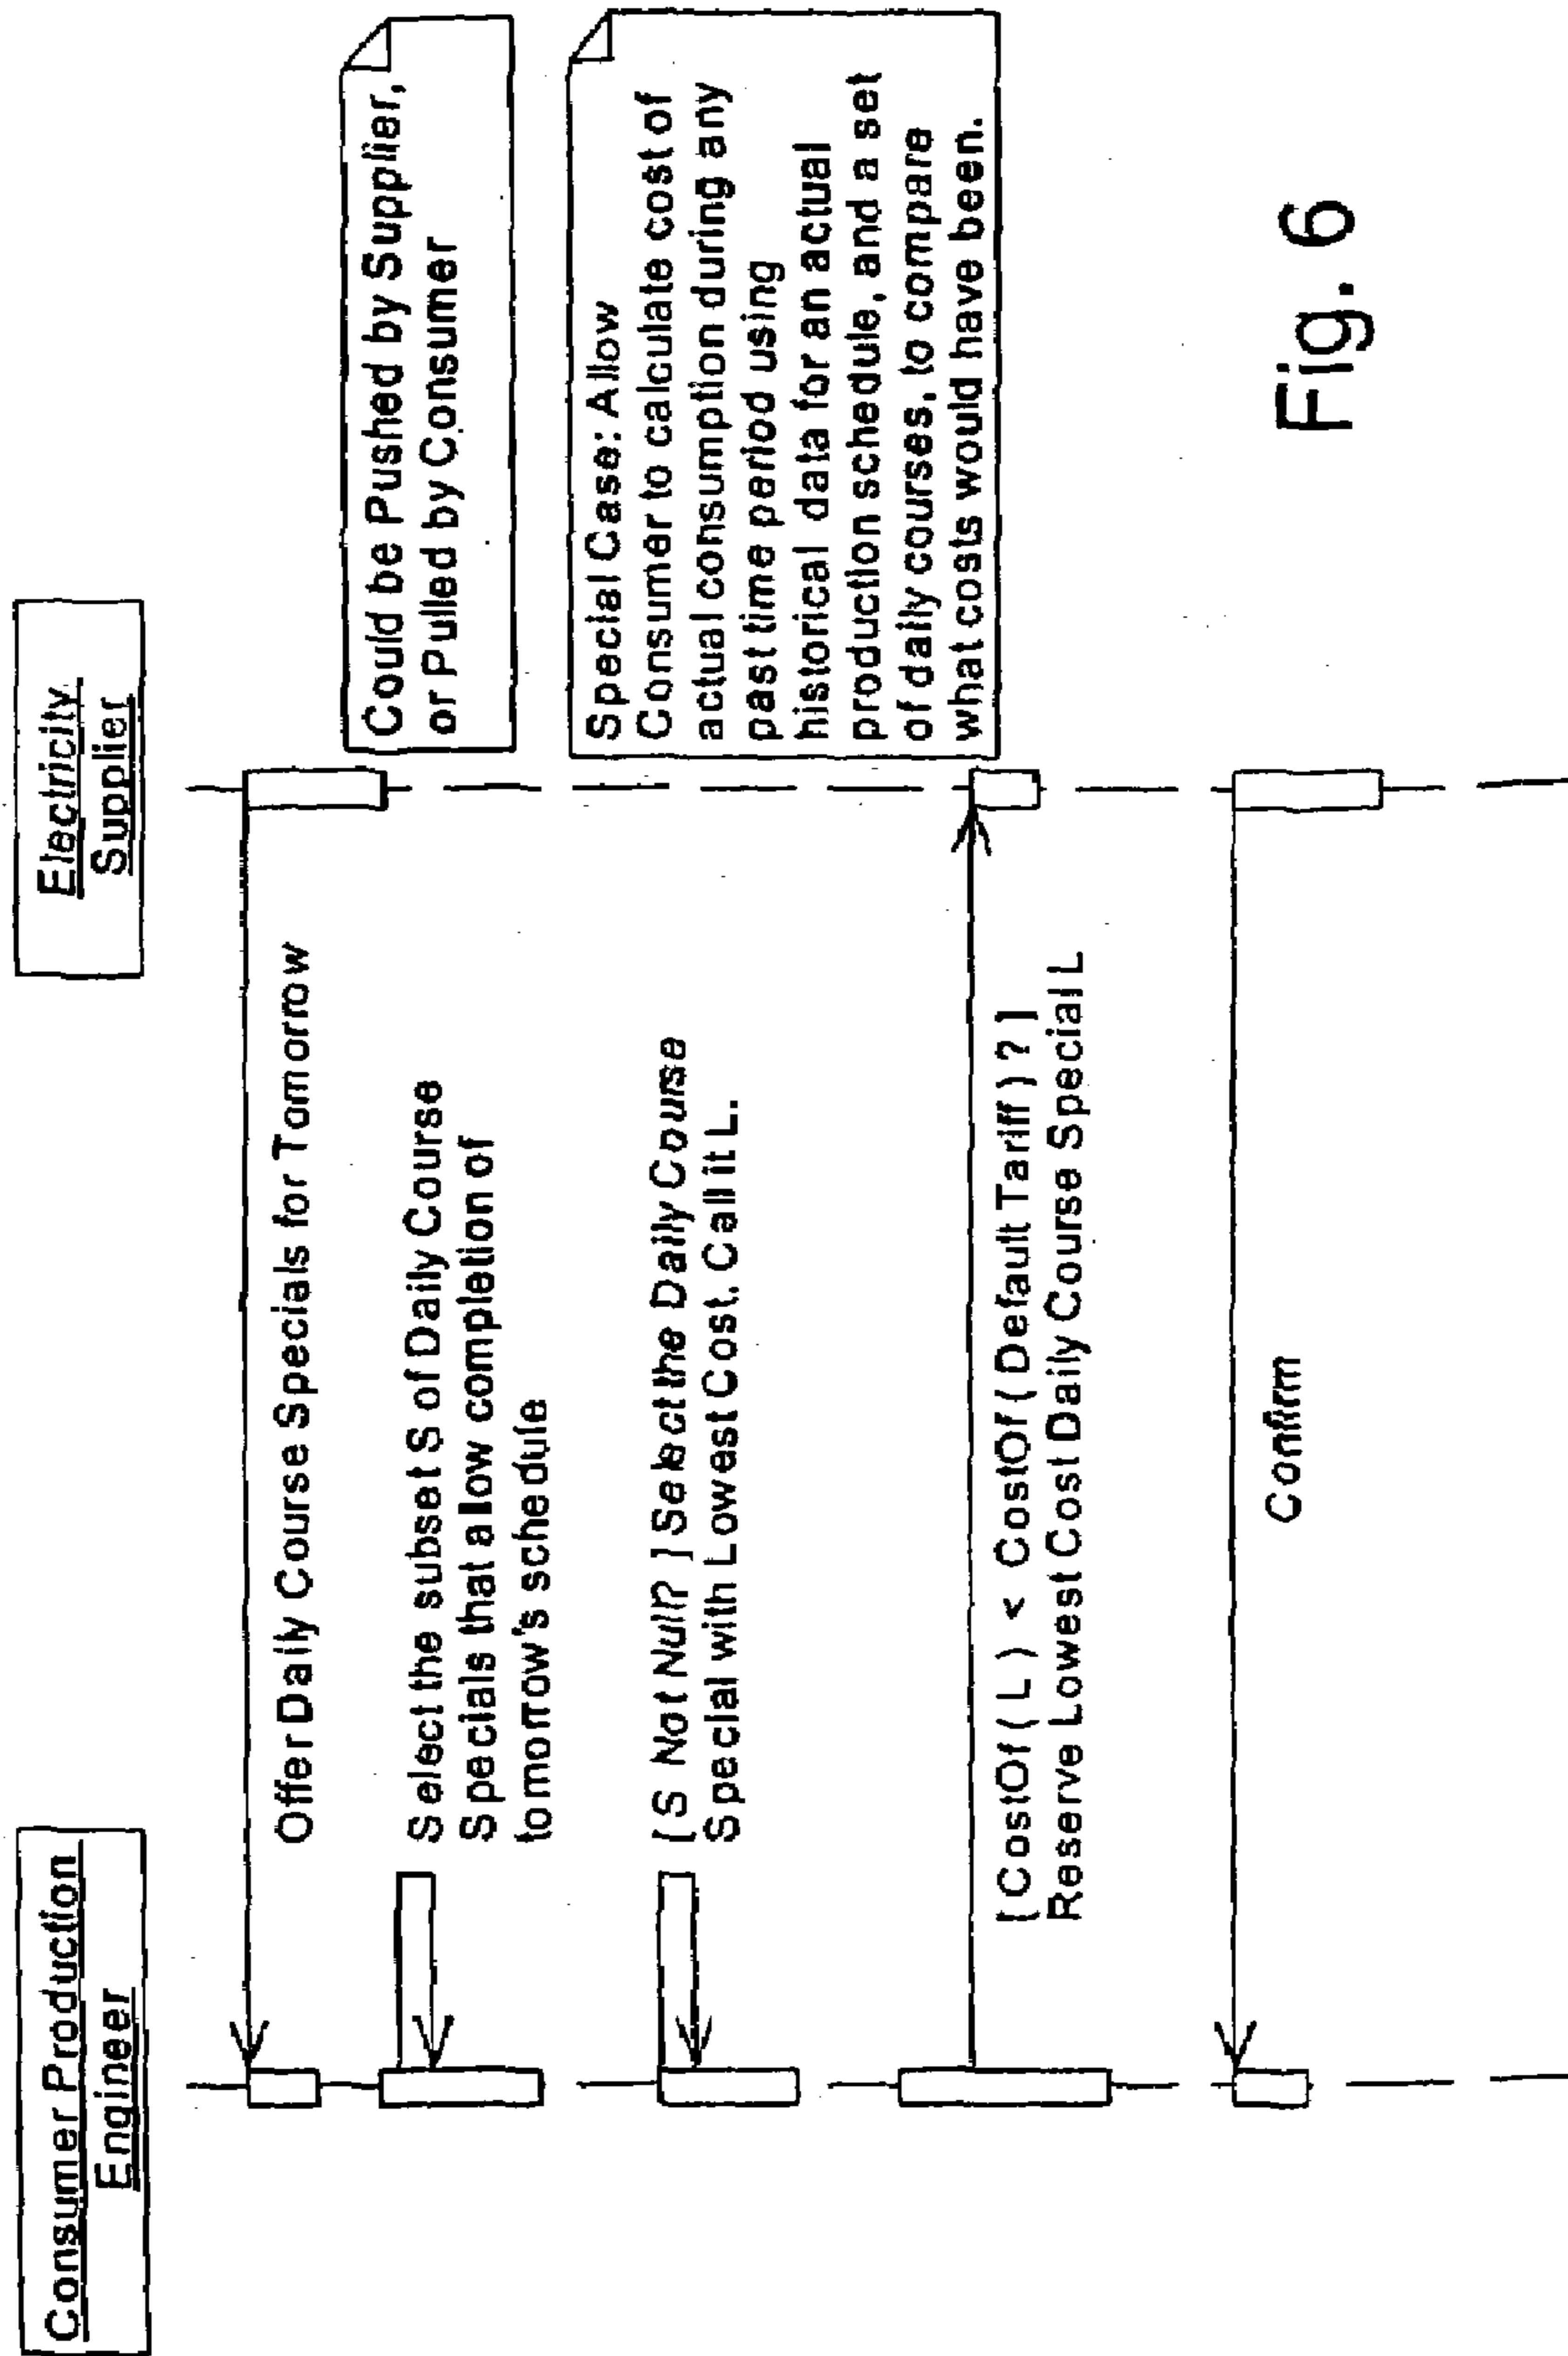 Consumer Production
Engineer
Electricity
Supplier
Offer Daily Course Specials for Tomorrow
Could be Pushed by Supplier,
or Pulled by Consumer
Select the subset S of Daily Course
Specials that allow completion of
tomorrow's schedule
Special Case: Allow
Consumer to calculate cost of
actual consumption during any
past time period using
historical data for an actual
production schedule, and a set
of daily courses, to compare
what costs would have been.
[S Not Null? ] Select the Daily Course
Special with Lowest Cost. Call it L.
[ CostOf ( L ) < CostOf ( Default Tariff ) ? ]
Reserve Lowest Cost Daily Course Special L
Confirm
Fig. 6